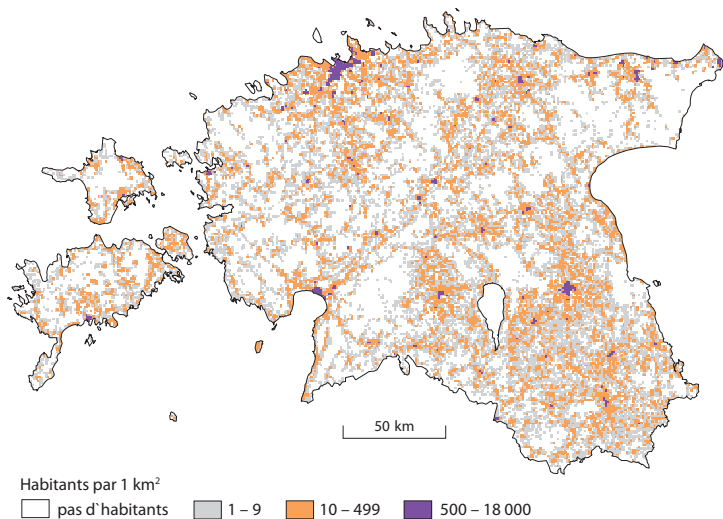 50 km
Habitants par 1 km²
pas d`habitants 1 – 9 10 – 499 500 – 18 000